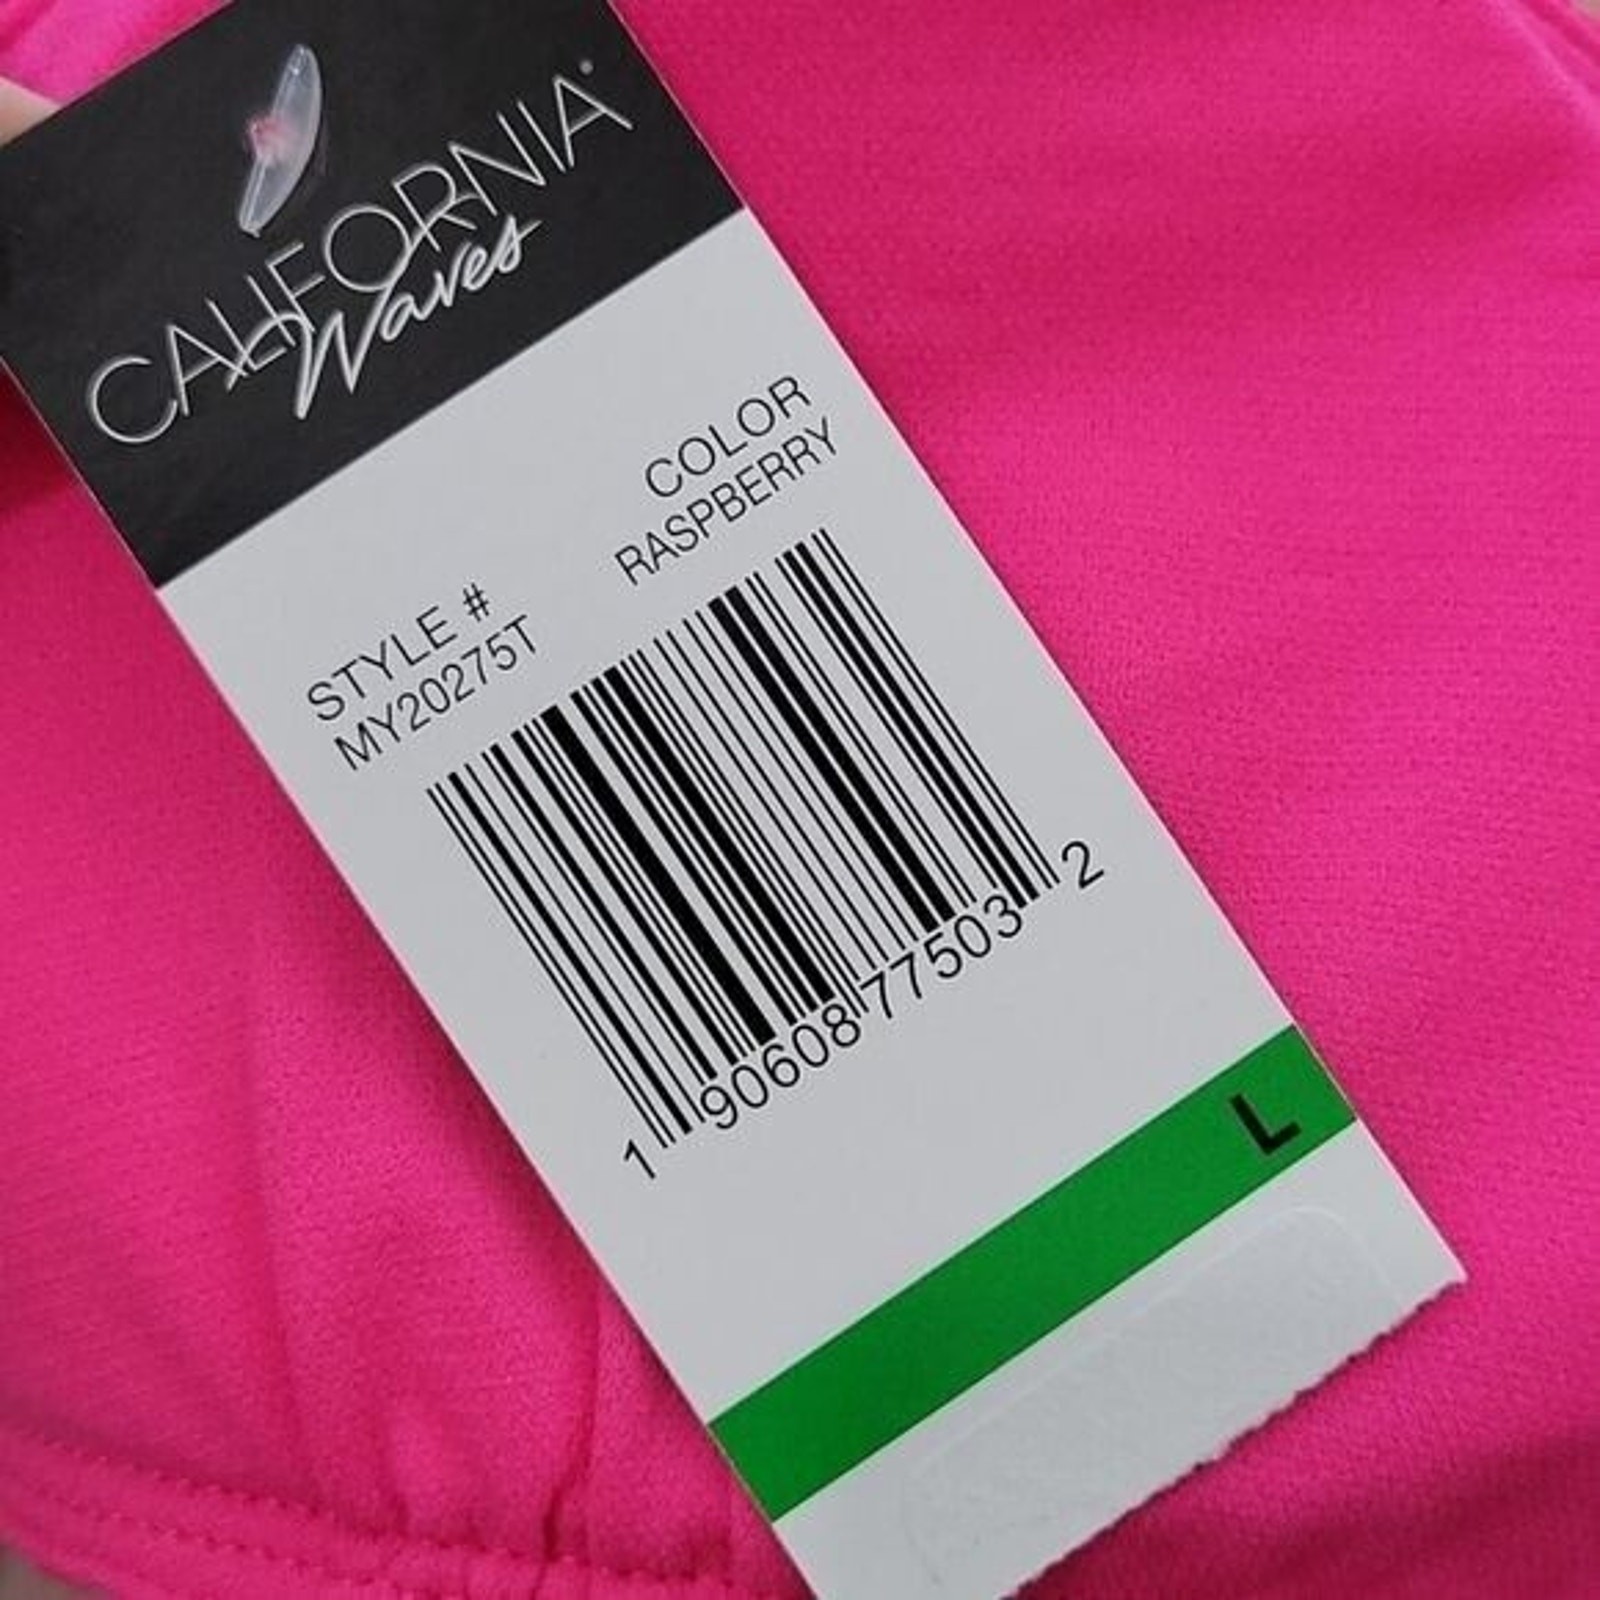 CALIFORNIA
Waves
STYLE #
MY20275T
COLOR
RASPBERRY
1 90608 77503 2
L